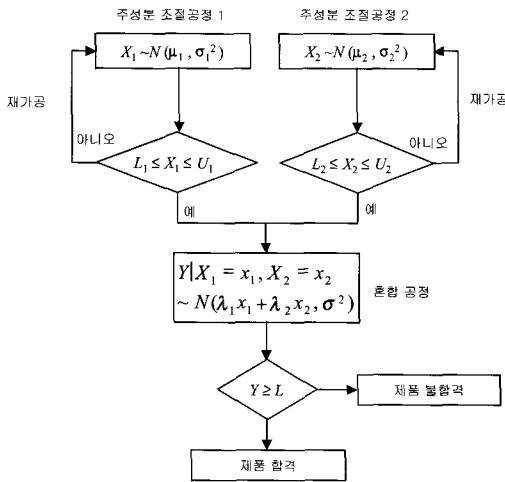 주성분 조절공정 1
주성분 조절공정 2
X₁ ~N(μ₁ , σ₁²)
X₂ ~N(μ₂ , σ₂²)
재가공
재가공
아니오
아니오
L₁ ≤ X₁ ≤ U₁
L₂ ≤ X₂ ≤ U₂
예
예
Y|X₁ = x₁, X₂ = x₂
~ N(λ₁x₁+λ₂x₂, σ²)
혼합 공정
Y ≥ L
제품 불합격
제품 합격